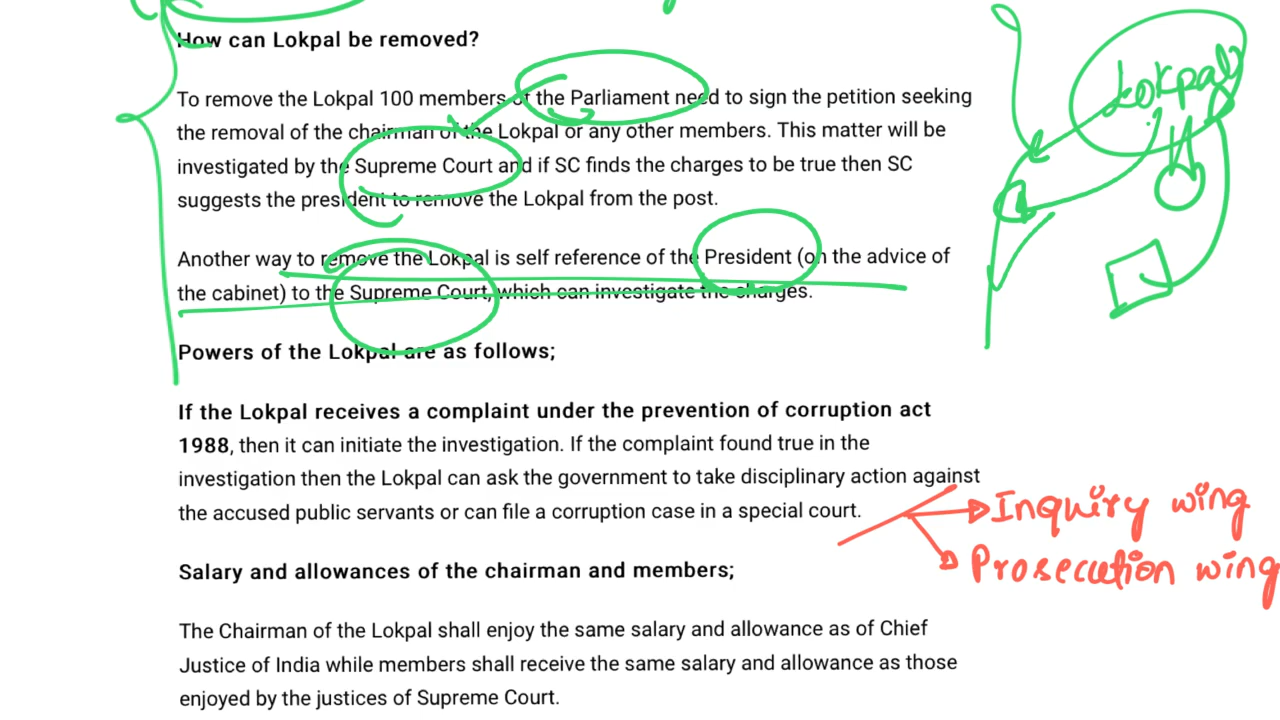 How can Lokpal be removed?
To remove the Lokpal 100 members of the Parliament need to sign the petition seeking
the removal of the chairman of the Lokpal or any other members. This matter will be
investigated by the Supreme Court and if SC finds the charges to be true then SC
suggests the president to remove the Lokpal from the post.
Another way to remove the Lokpal is self reference of the President (on the advice of
the cabinet) to the Supreme Court, which can investigate the charges.
Powers of the Lokpal are as follows;
If the Lokpal receives a complaint under the prevention of corruption act
1988, then it can initiate the investigation. If the complaint found true in the
investigation then the Lokpal can ask the government to take disciplinary action against
the accused public servants or can file a corruption case in a special court.
Salary and allowances of the chairman and members;
The Chairman of the Lokpal shall enjoy the same salary and allowance as of Chief
Justice of India while members shall receive the same salary and allowance as those
enjoyed by the justices of Supreme Court.
Lokpal
Inquiry wing
Prosecution wing